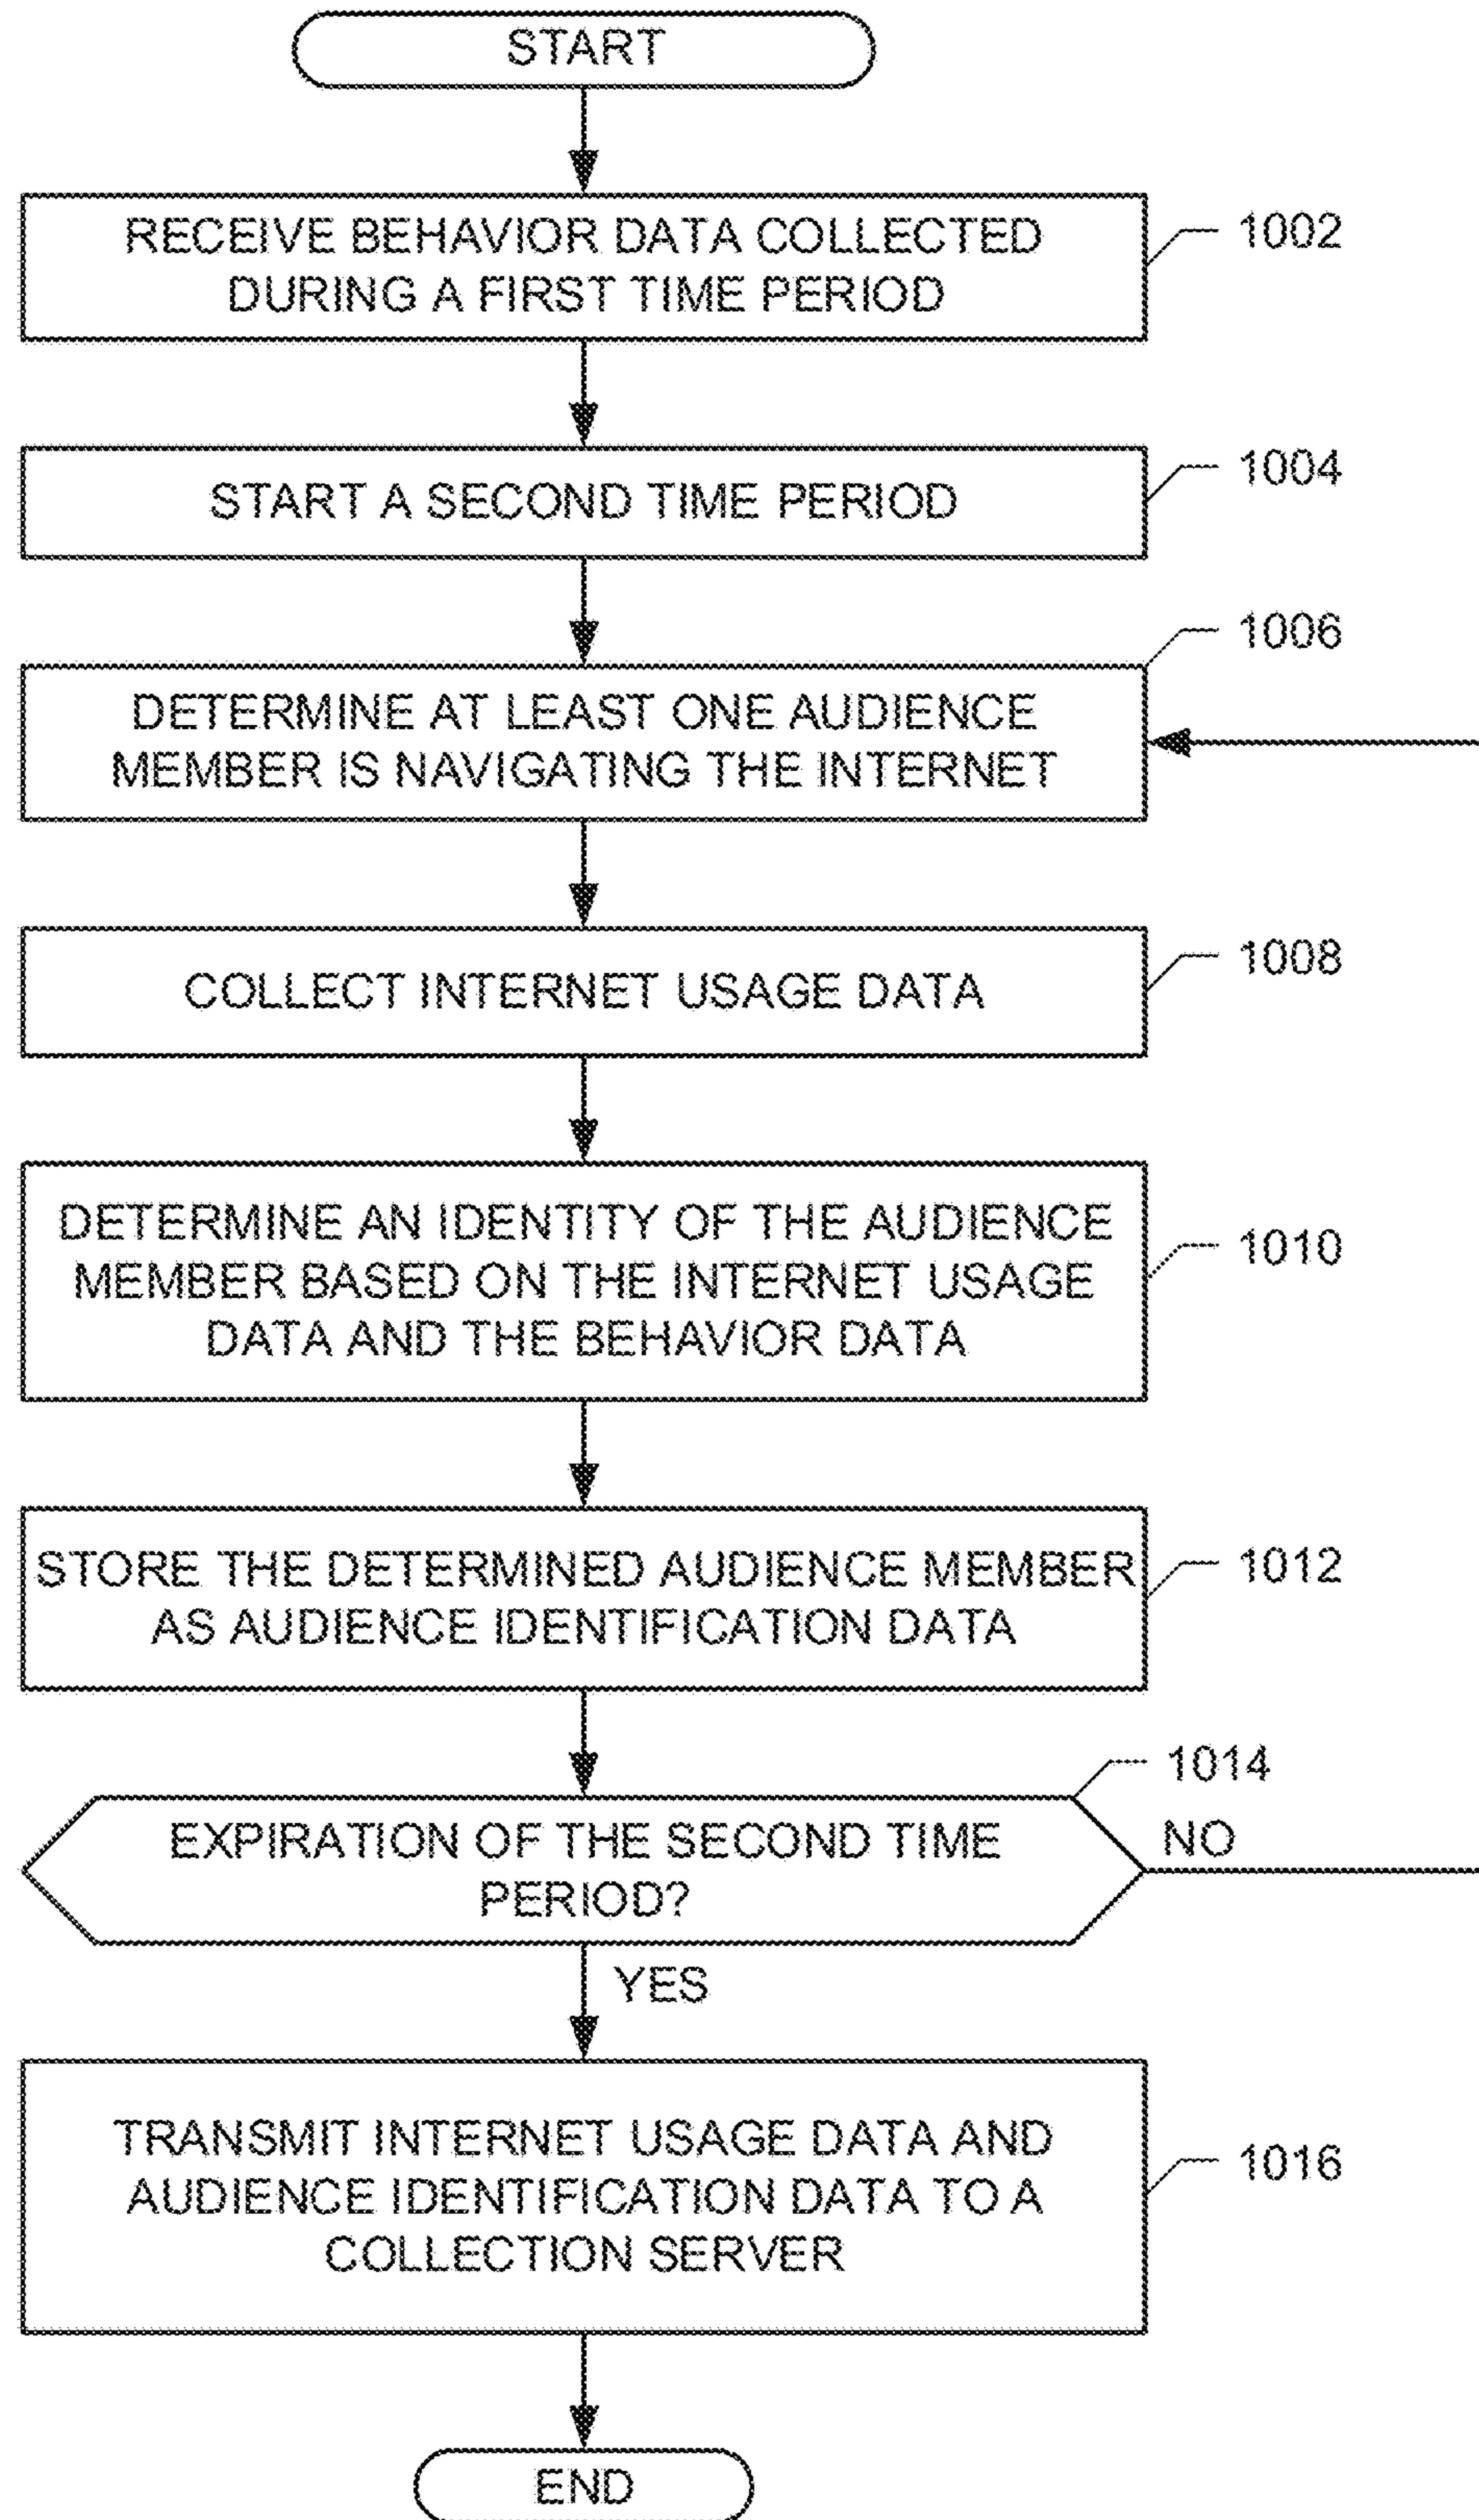 START
RECEIVE BEHAVIOR DATA COLLECTED
DURING A FIRST TIME PERIOD
1002
START A SECOND TIME PERIOD
1004
1006
DETERMINE AT LEAST ONE AUDIENCE
MEMBER IS NAVIGATING THE INTERNET
COLLECT INTERNET USAGE DATA
1008
DETERMINE AN IDENTITY OF THE AUDIENCE
MEMBER BASED ON THE INTERNET USAGE
DATA AND THE BEHAVIOR DATA
1010
STORE THE DETERMINED AUDIENCE MEMBER
AS AUDIENCE IDENTIFICATION DATA
1012
1014
EXPIRATION OF THE SECOND TIME
PERIOD?
NO
YES
TRANSMIT INTERNET USAGE DATA AND
AUDIENCE IDENTIFICATION DATA TO A
COLLECTION SERVER
1016
END